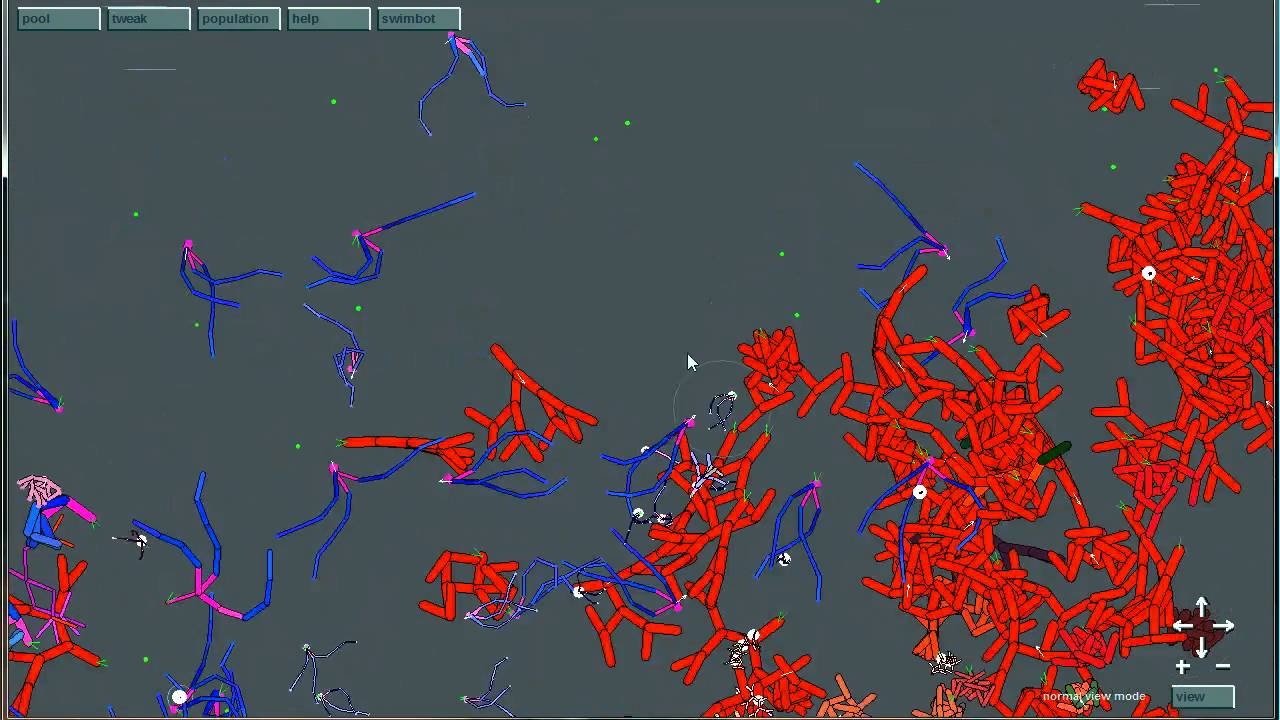 pool
tweak
population
help
swimbot
normal view mode
view